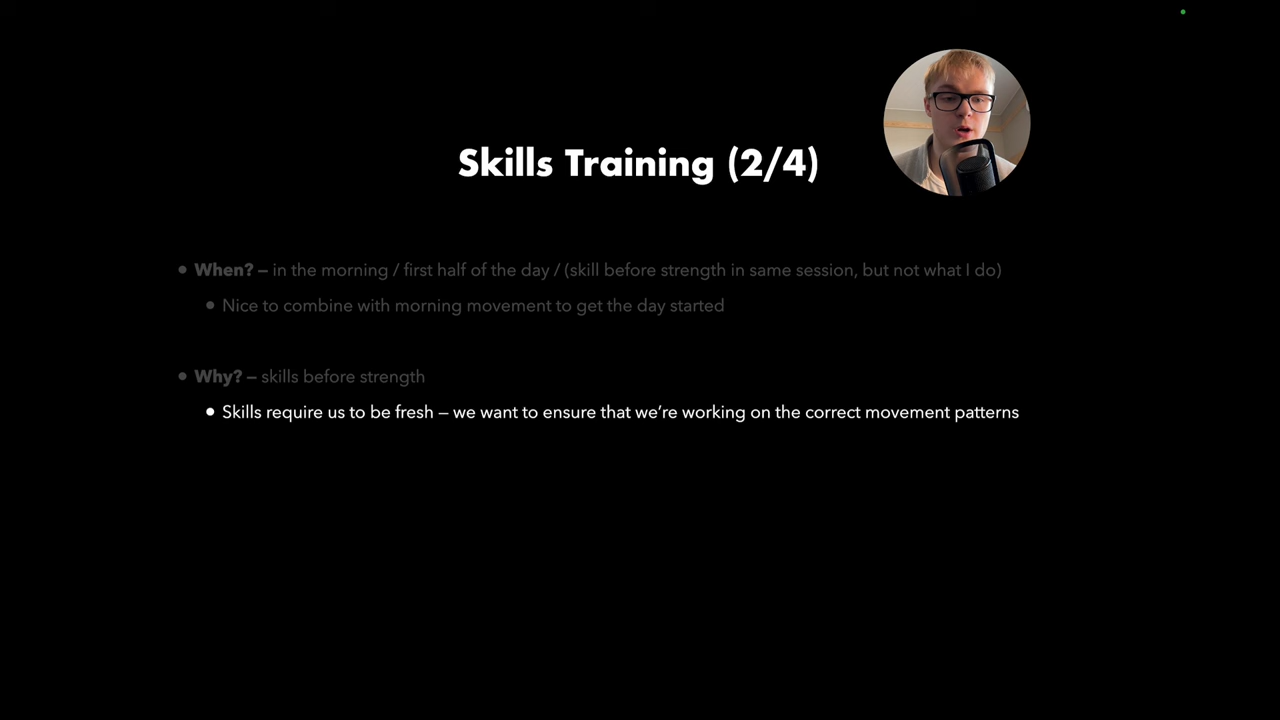 Skills Training (2/4)
• When? – in the morning / first half of the day / (skill before strength in same session, but not what I do)
• Nice to combine with morning movement to get the day started
• Why? – skills before strength
• Skills require us to be fresh – we want to ensure that we’re working on the correct movement patterns